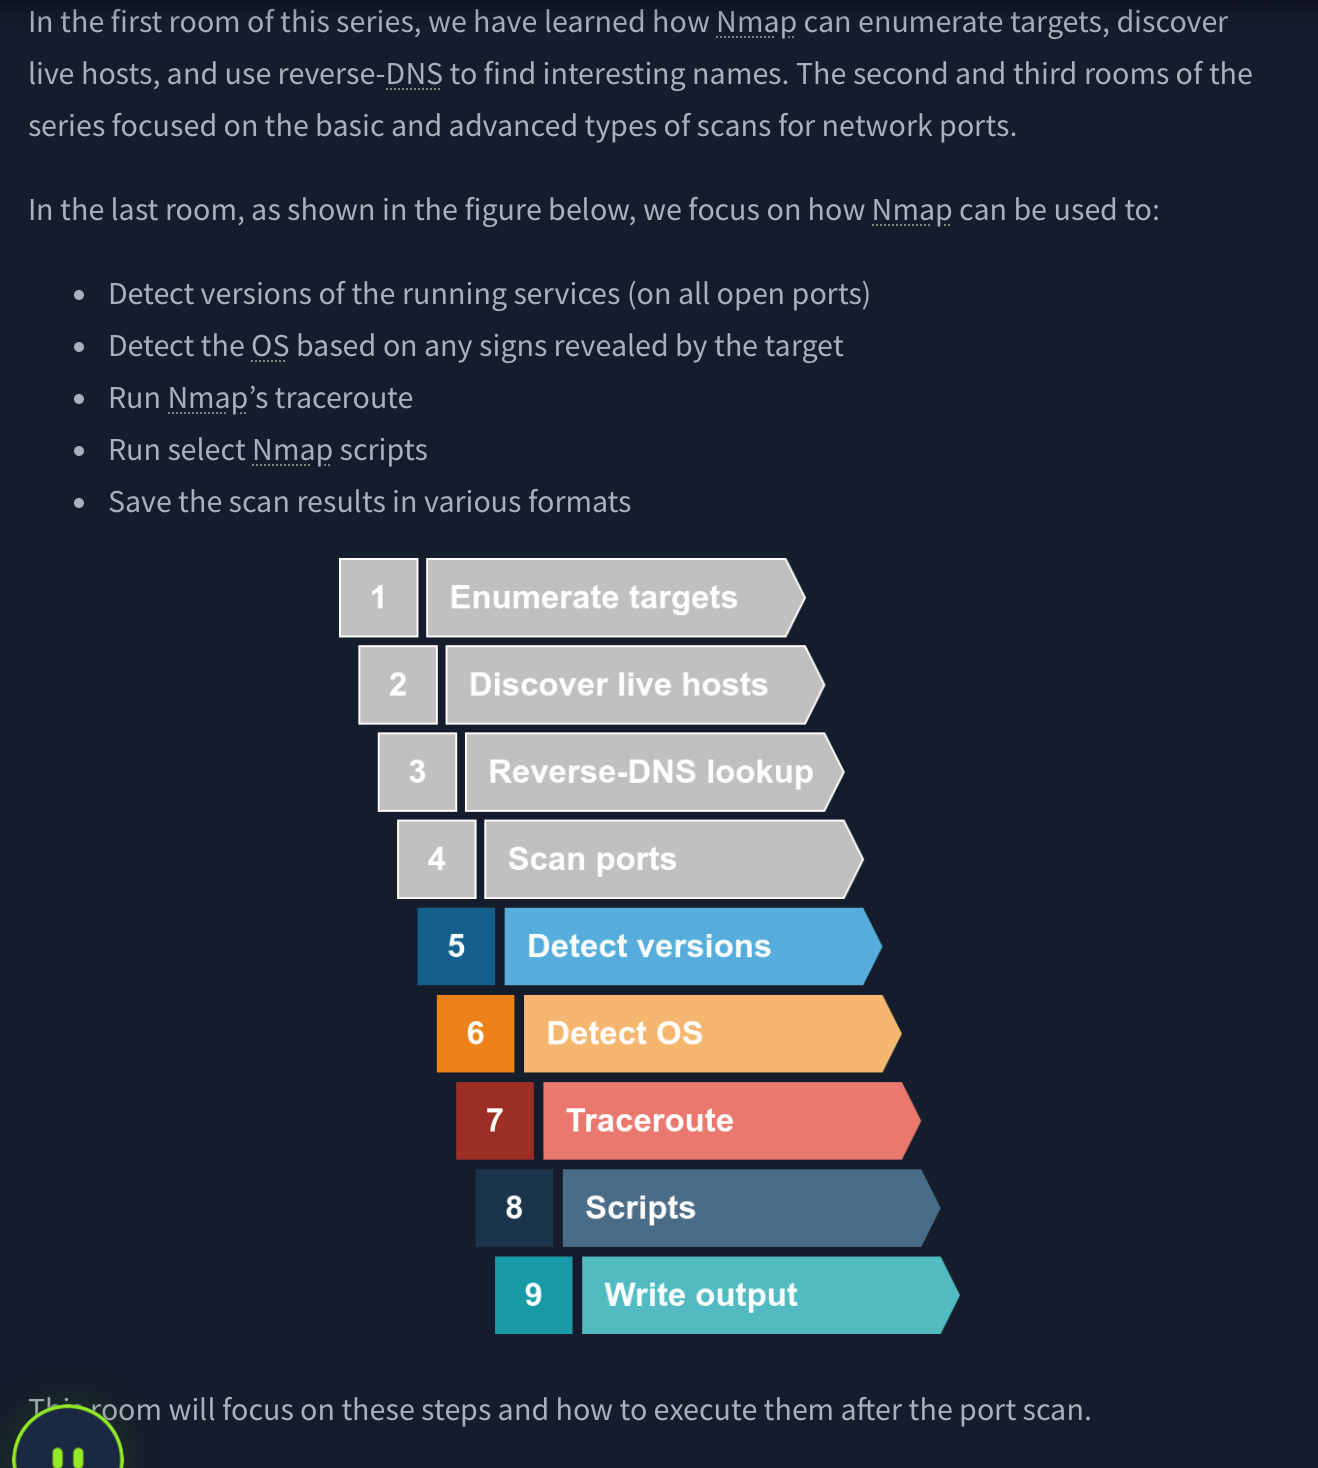 In the first room of this series, we have learned how Nmap can enumerate targets, discover
live hosts, and use reverse-DNS to find interesting names. The second and third rooms of the
series focused on the basic and advanced types of scans for network ports.
In the last room, as shown in the figure below, we focus on how Nmap can be used to:
• Detect versions of the running services (on all open ports)
• Detect the OS based on any signs revealed by the target
• Run Nmap’s traceroute
• Run select Nmap scripts
• Save the scan results in various formats
1 Enumerate targets
2 Discover live hosts
3 Reverse-DNS lookup
4 Scan ports
5 Detect versions
6 Detect OS
7 Traceroute
8 Scripts
9 Write output
This room will focus on these steps and how to execute them after the port scan.